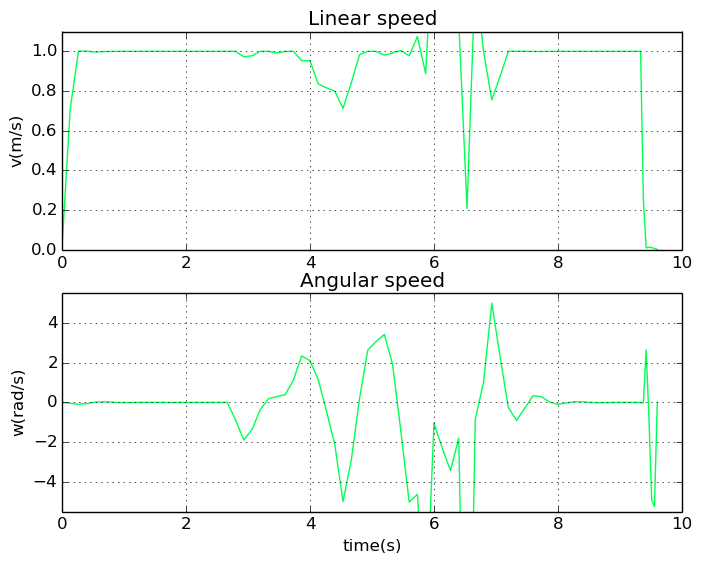 Linear speed
1.0
0.8
0.6
0.4
0.2
0.0
v(m/s)
0 2 4 6 8 10
Angular speed
4
2
0
−2
−4
w(rad/s)
0 2 4 6 8 10
time(s)